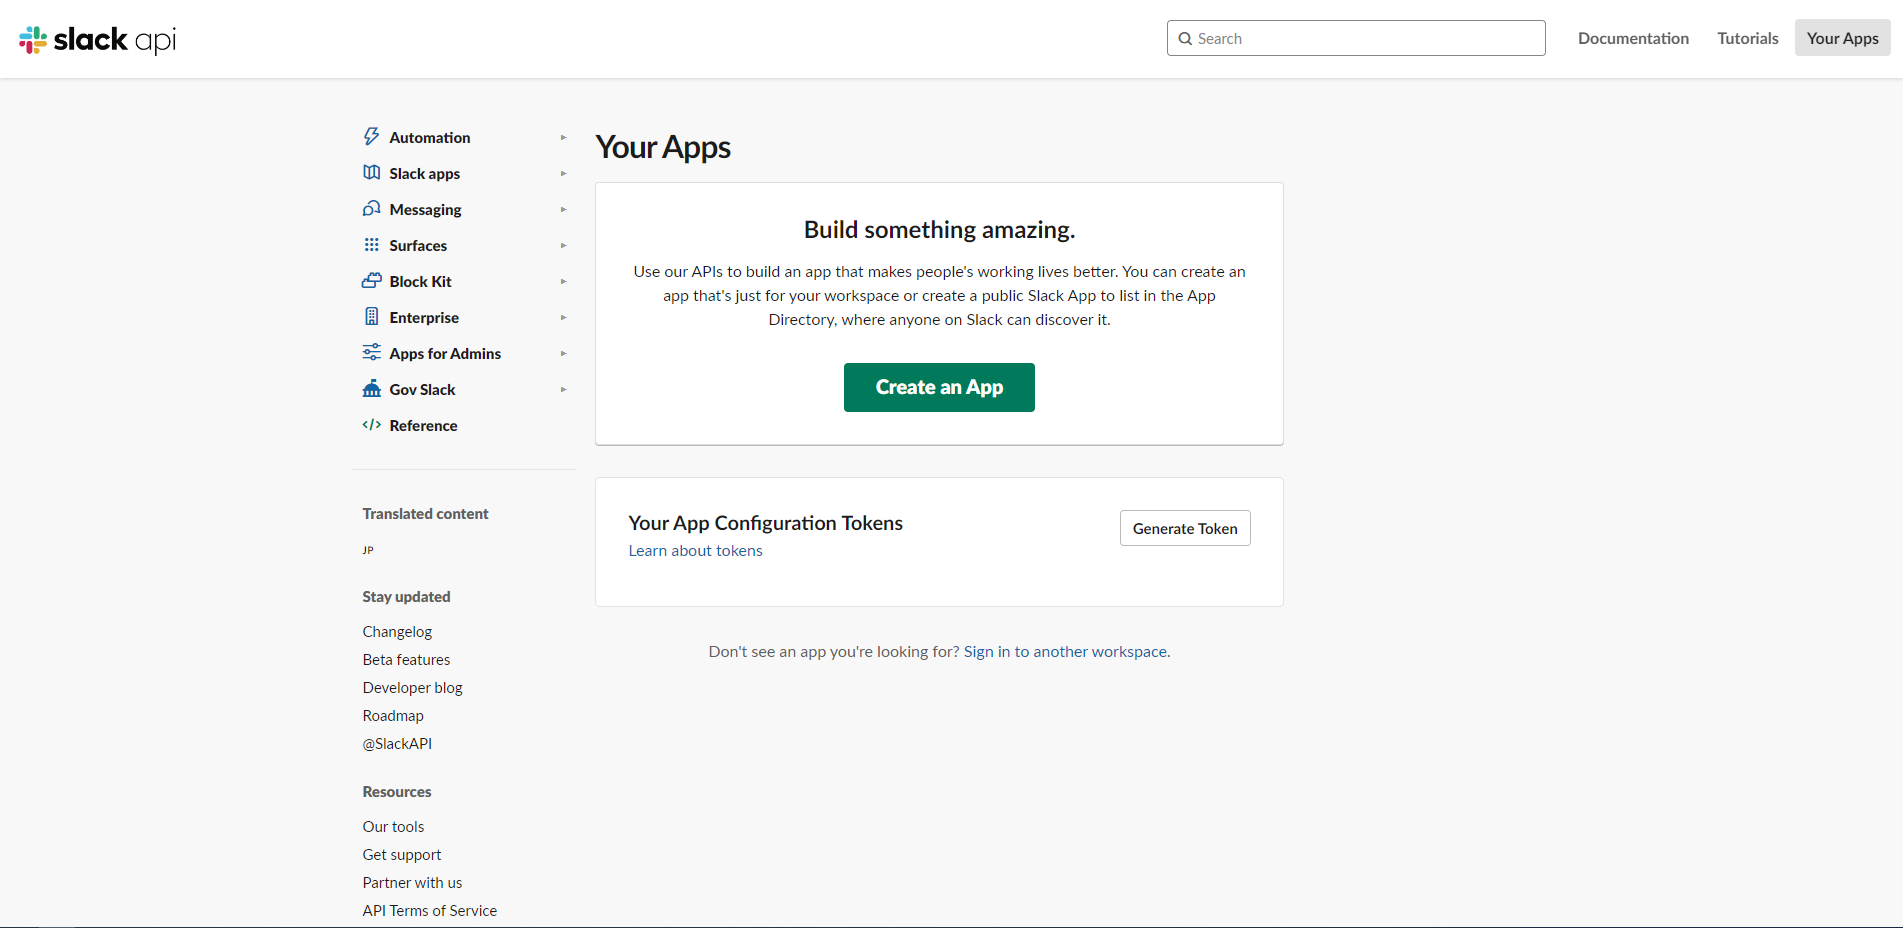 slack api
Search
Documentation
Tutorials
Your Apps
Automation
Slack apps
Messaging
Surfaces
Block Kit
Enterprise
Apps for Admins
Gov Slack
Reference
Translated content
JP
Stay updated
Changelog
Beta features
Developer blog
Roadmap
@SlackAPI
Resources
Our tools
Get support
Partner with us
API Terms of Service
Your Apps
Build something amazing.
Use our APIs to build an app that makes people's working lives better. You can create an
app that's just for your workspace or create a public Slack App to list in the App
Directory, where anyone on Slack can discover it.
Create an App
Your App Configuration Tokens
Learn about tokens
Generate Token
Don't see an app you're looking for? Sign in to another workspace.